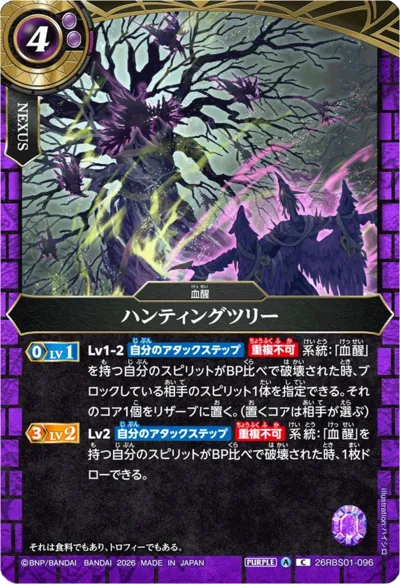 4
NEXUS
血醒
ハンティングツリー
0 LV1 Lv1-2 自分のアタックステップ 重複不可 系統:「血醒」
を持つ自分のスピリットがBP比べで破壊された時、ブ
ロックしている相手のスピリット1体を指定できる。そ
れのコア1個をリザーブに置く。(置くコアは相手が選ぶ)
3 LV2 Lv2 自分のアタックステップ 重複不可 系統:「血醒」を
持つ自分のスピリットがBP比べで破壊された時、1枚ド
ローできる。
それは食料でもあり、トロフィーでもある。
illustration:ハイシロ
©BNP/BANDAI BANDAI 2026 MADE IN JAPAN PURPLE A C 26RBS01-096